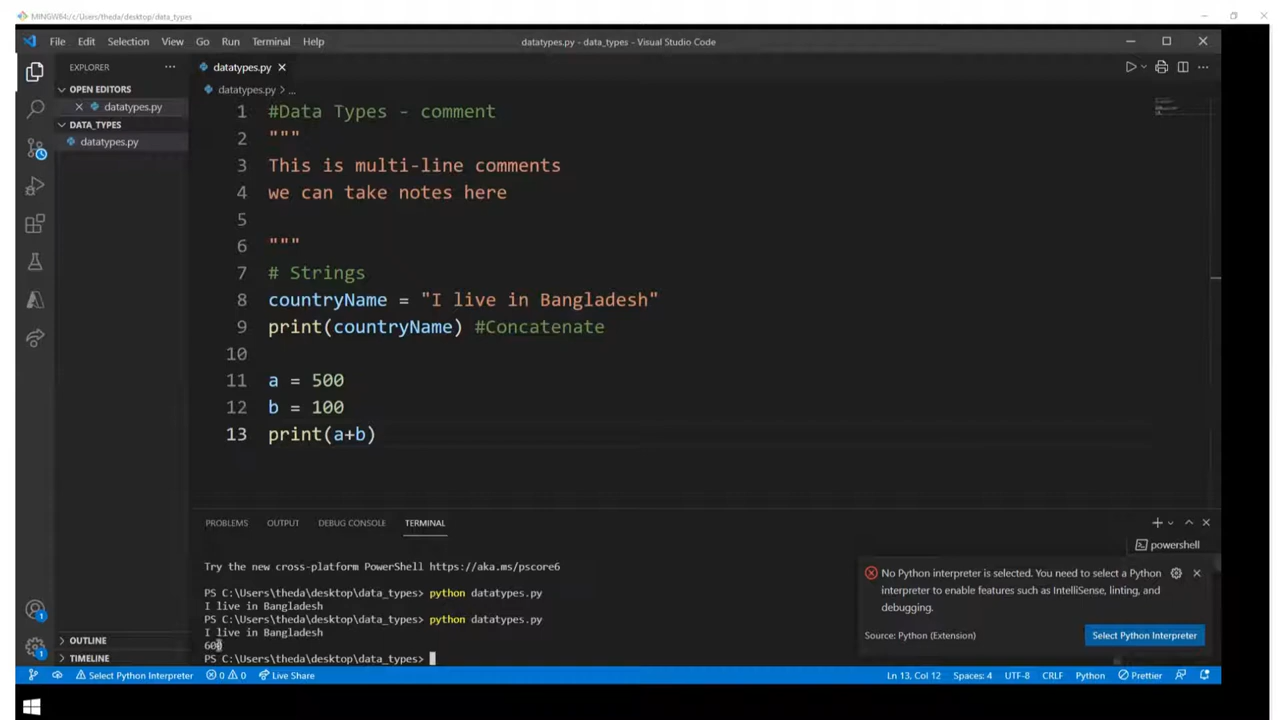 MINGW64:/c/Users/theda/desktop/data_types
File Edit Selection View Go Run Terminal Help
datatypes.py - data_types - Visual Studio Code
EXPLORER
OPEN EDITORS
datatypes.py
DATA_TYPES
datatypes.py
OUTLINE
TIMELINE
datatypes.py
datatypes.py > ...
1 #Data Types - comment
2 """
3 This is multi-line comments
4 we can take notes here
5
6 """
7 # Strings
8 countryName = "I live in Bangladesh"
9 print(countryName) #Concatenate
10
11 a = 500
12 b = 100
13 print(a+b)
PROBLEMS OUTPUT DEBUG CONSOLE TERMINAL
powershell
Try the new cross-platform PowerShell https://aka.ms/pscore6
PS C:\Users\theda\desktop\data_types> python datatypes.py
I live in Bangladesh
PS C:\Users\theda\desktop\data_types> python datatypes.py
I live in Bangladesh
600
PS C:\Users\theda\desktop\data_types>
No Python interpreter is selected. You need to select a Python
interpreter to enable features such as IntelliSense, linting, and
debugging.
Source: Python (Extension)
Select Python Interpreter
1
1
Select Python Interpreter 0 0 Live Share
Ln 13, Col 12 Spaces: 4 UTF-8 CRLF Python Prettier